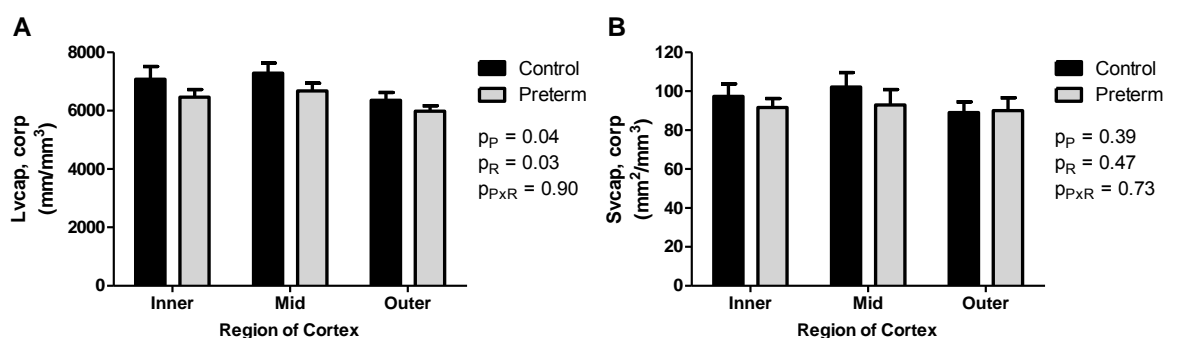 A
Lvcap, corp
(mm/mm³)
8000
6000
4000
2000
0
Inner
Mid
Outer
Region of Cortex
Control
Preterm
pP = 0.04
pR = 0.03
pPxR = 0.90
B
Svcap, corp
(mm²/mm³)
120
100
80
60
40
20
0
Inner
Mid
Outer
Region of Cortex
Control
Preterm
pP = 0.39
pR = 0.47
pPxR = 0.73